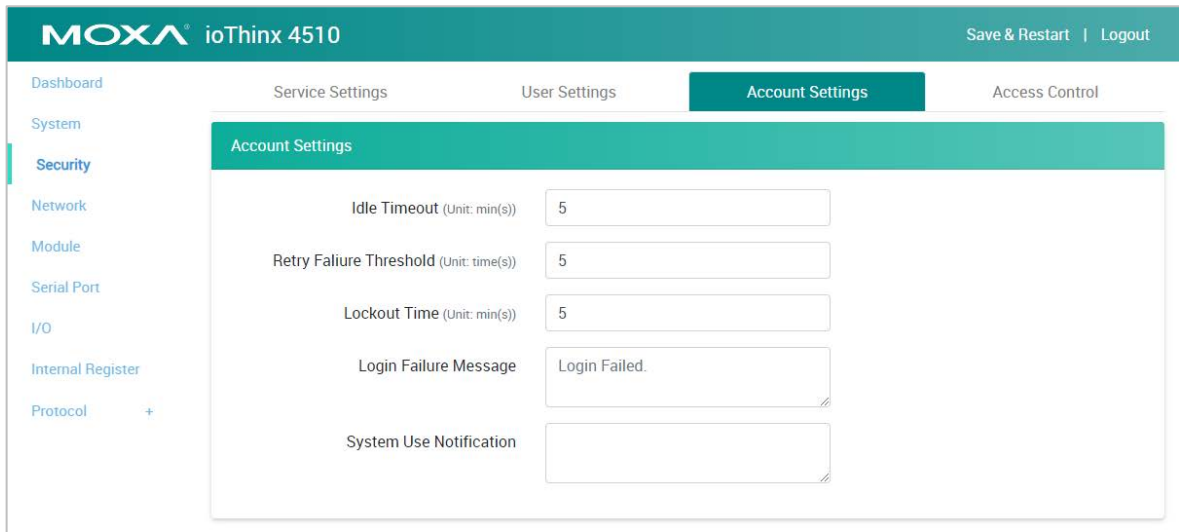 MOXA® ioThinx 4510
Save & Restart | Logout
Dashboard
System
Security
Network
Module
Serial Port
I/O
Internal Register
Protocol +
Service Settings
User Settings
Account Settings
Access Control
Account Settings
Idle Timeout (Unit: min(s)) 5
Retry Faliure Threshold (Unit: time(s)) 5
Lockout Time (Unit: min(s)) 5
Login Failure Message Login Failed.
System Use Notification